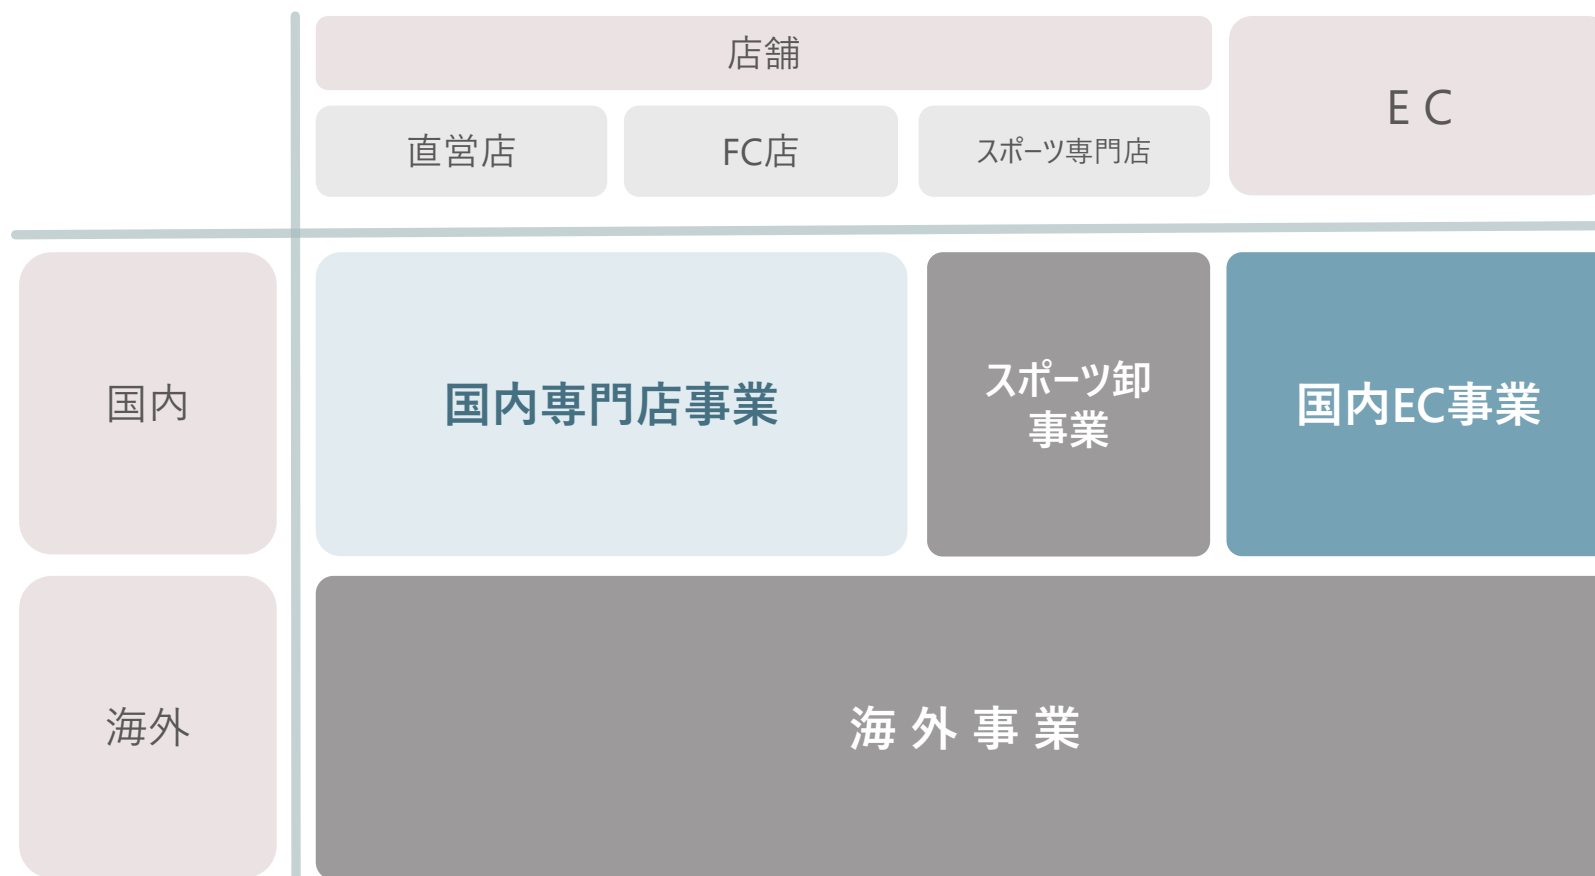 店舗
E C
直営店
FC店
スポーツ専門店
国内
国内専門店事業
スポーツ卸
事業
国内EC事業
海外
海 外 事 業